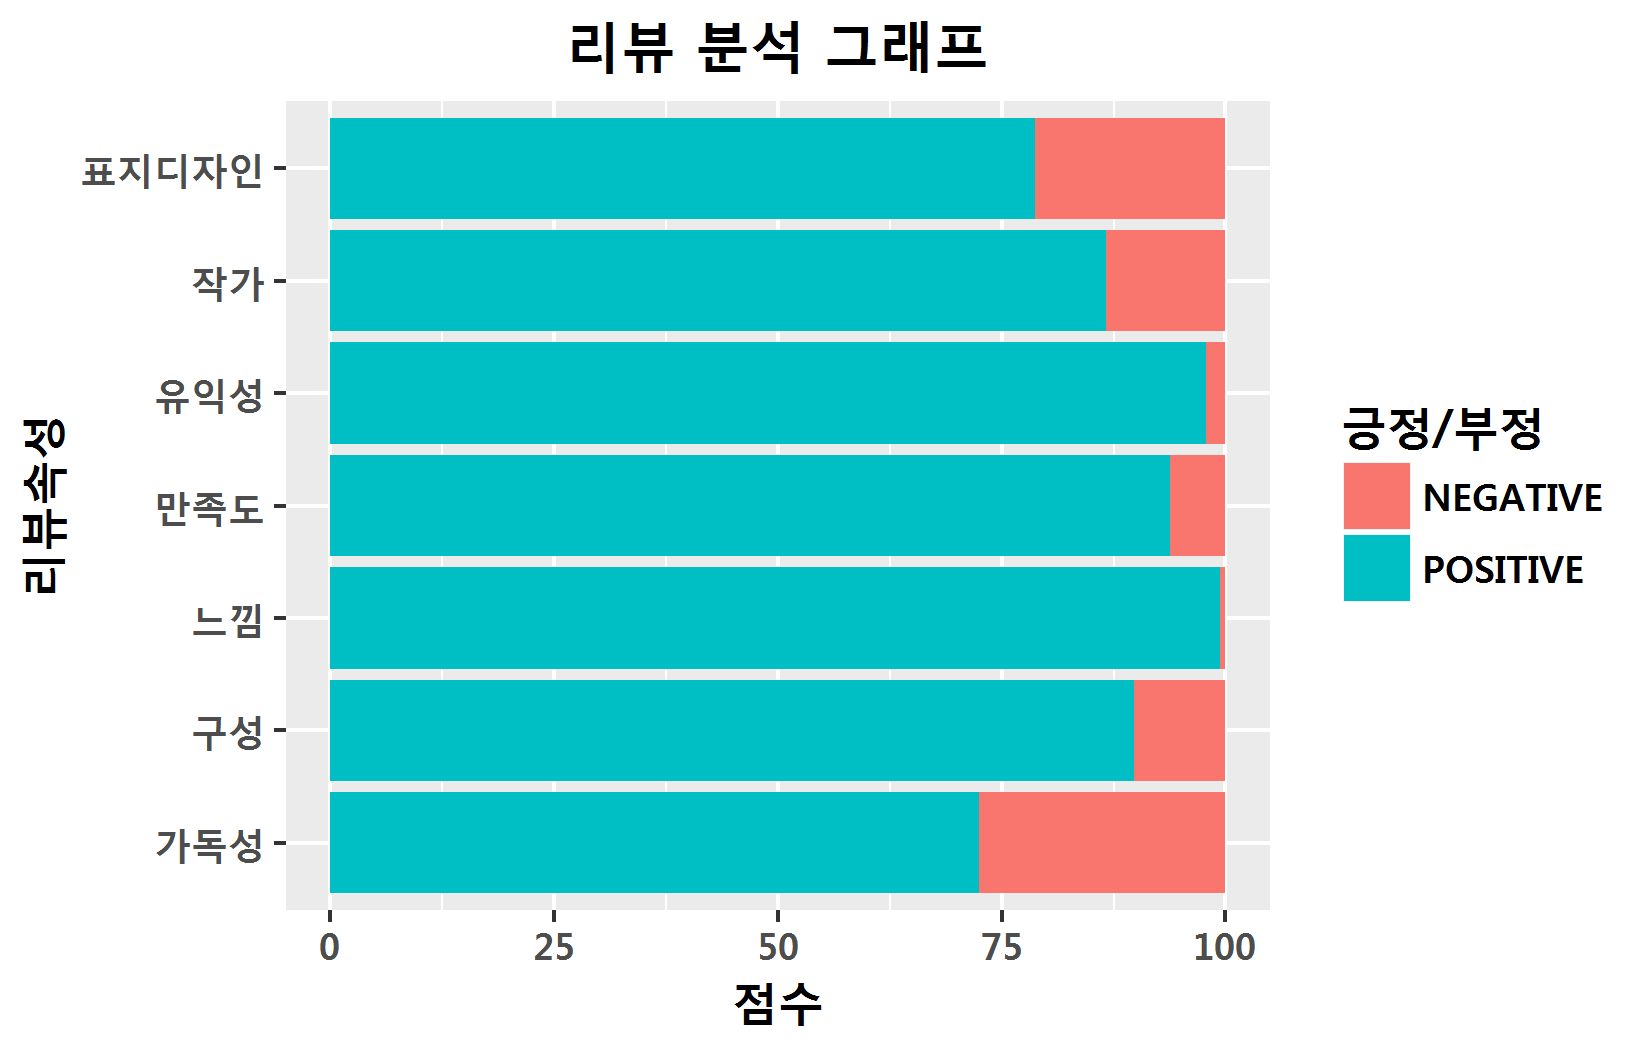 리뷰 분석 그래프
리뷰속성
표지디자인
작가
유익성
만족도
느낌
구성
가독성
0 25 50 75 100
점수
긍정/부정
NEGATIVE
POSITIVE